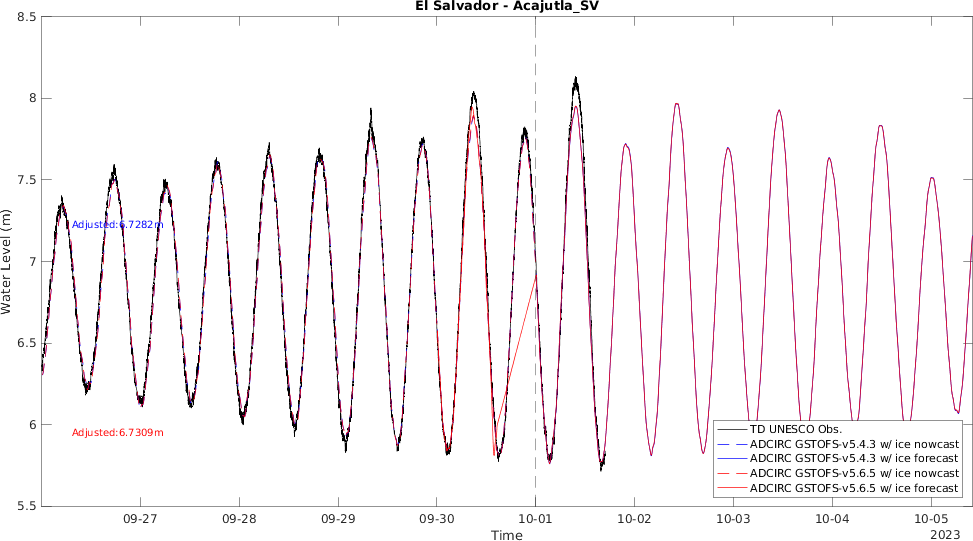 El Salvador - Acajutla_SV
Water Level (m)
8.5
8
7.5
7
6.5
6
5.5
Adjusted:6.7282m
Adjusted:6.7309m
TD UNESCO Obs.
ADCIRC GSTOFS-v5.4.3 w/ ice nowcast
ADCIRC GSTOFS-v5.4.3 w/ ice forecast
ADCIRC GSTOFS-v5.6.5 w/ ice nowcast
ADCIRC GSTOFS-v5.6.5 w/ ice forecast
09-27 09-28 09-29 09-30 10-01 10-02 10-03 10-04 10-05
Time
2023